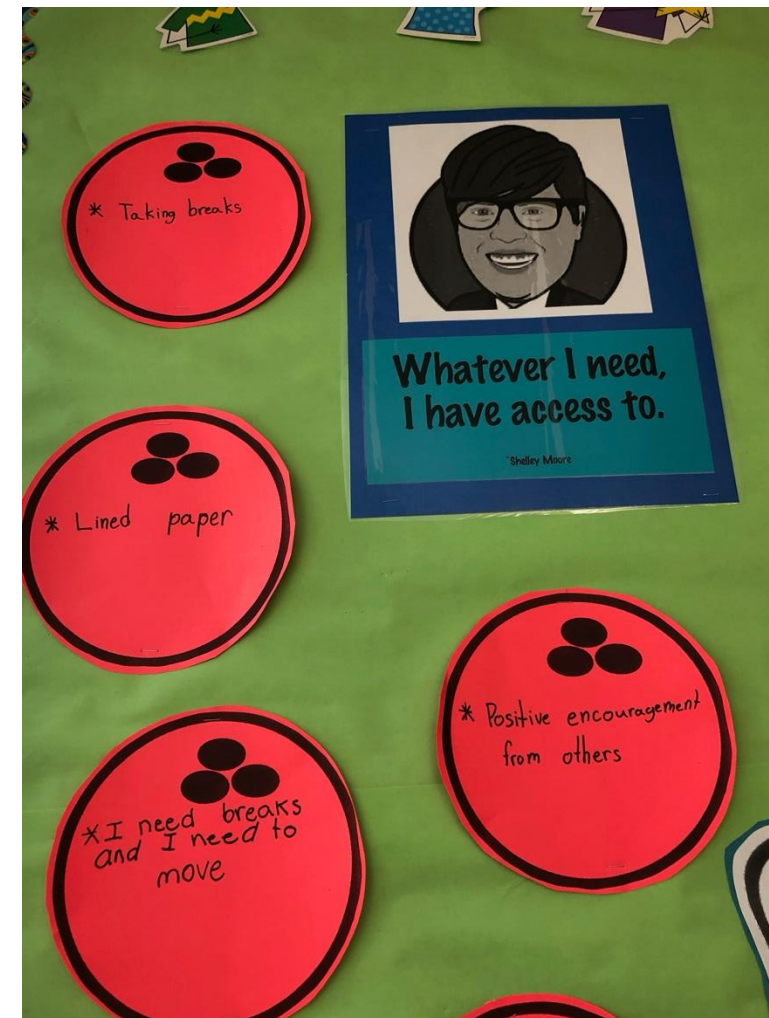 * Taking breaks
Whatever I need,
I have access to.
~Shelley Moore
* Lined paper
* Positive encouragement
from others
* I need breaks
and I need to
move